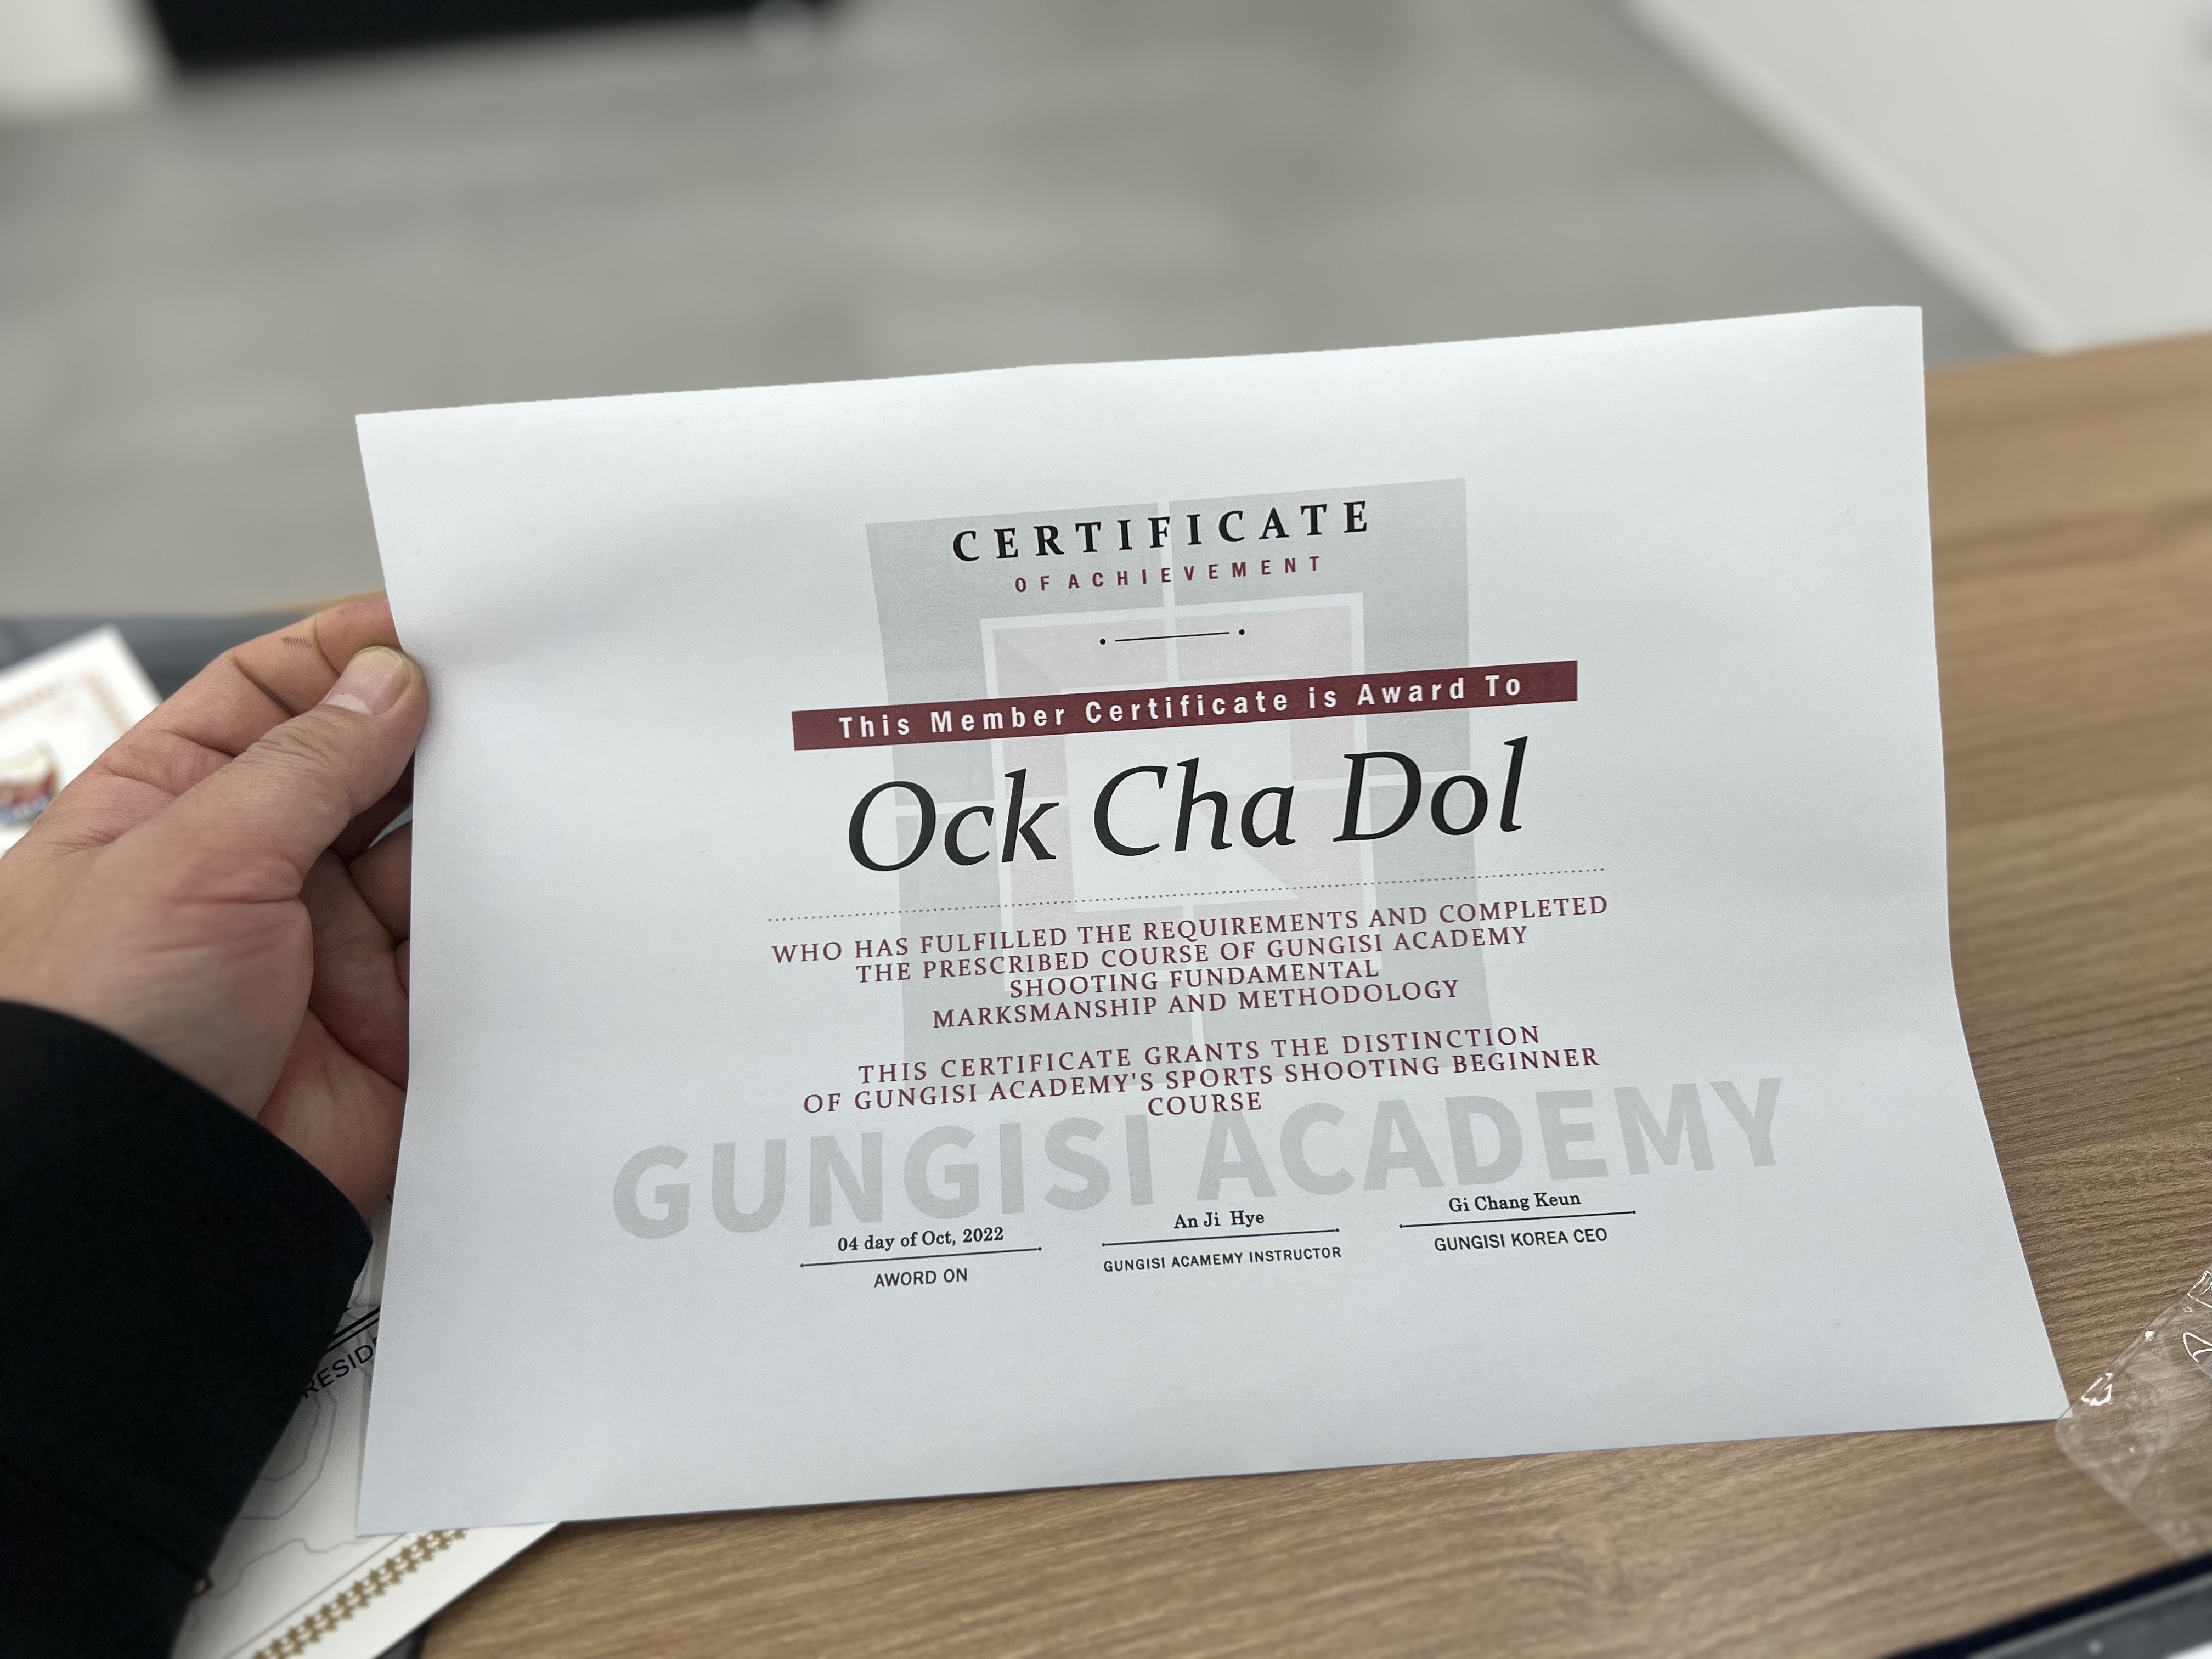 CERTIFICATE
OF ACHIEVEMENT
This Member Certificate is Award To
Ock Cha Dol
WHO HAS FULFILLED THE REQUIREMENTS AND COMPLETED
THE PRESCRIBED COURSE OF GUNGISI ACADEMY
SHOOTING FUNDAMENTAL
MARKSMANSHIP AND METHODOLOGY
THIS CERTIFICATE GRANTS THE DISTINCTION
OF GUNGISI ACADEMY'S SPORTS SHOOTING BEGINNER
COURSE
GUNGISI ACADEMY
04 day of Oct, 2022
AWORD ON
An Ji Hye
GUNGISI ACAMEMY INSTRUCTOR
Gi Chang Keun
GUNGISI KOREA CEO